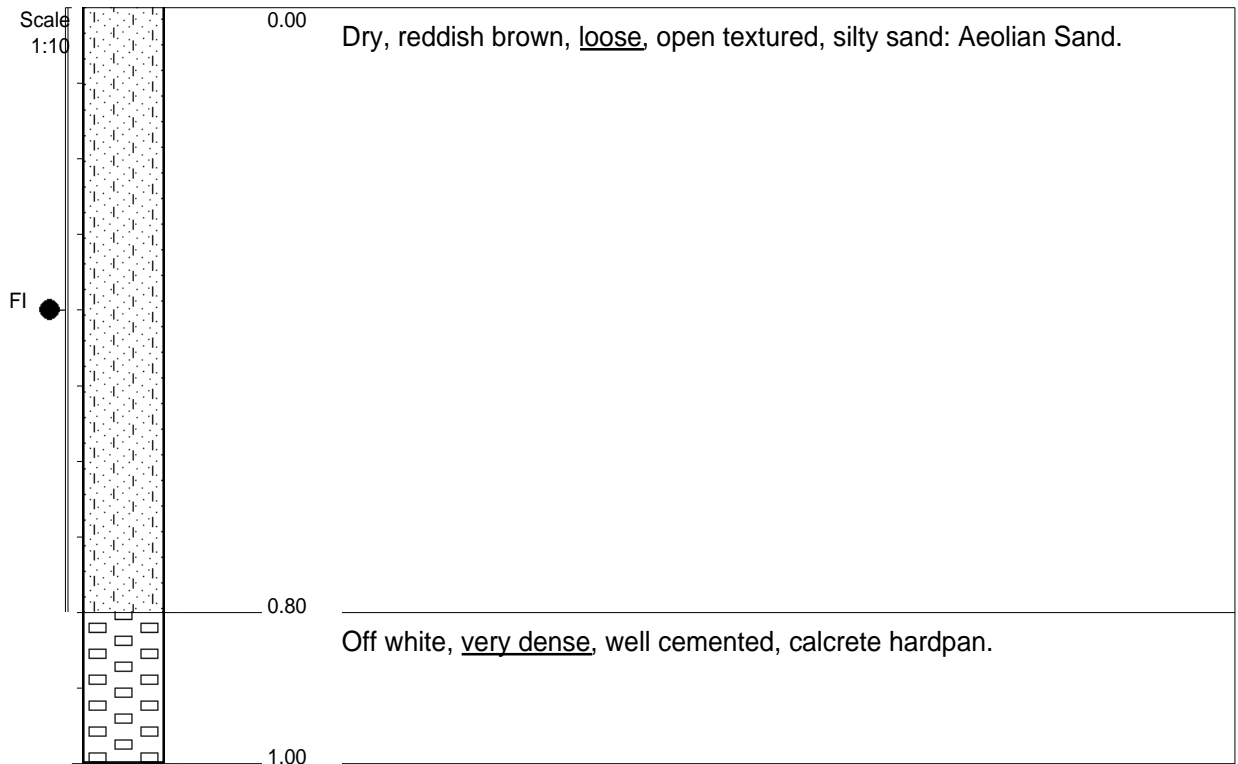 Scale
1:10
0.00
Dry, reddish brown, loose, open textured, silty sand: Aeolian Sand.
FI
0.80
Off white, very dense, well cemented, calcrete hardpan.
1.00